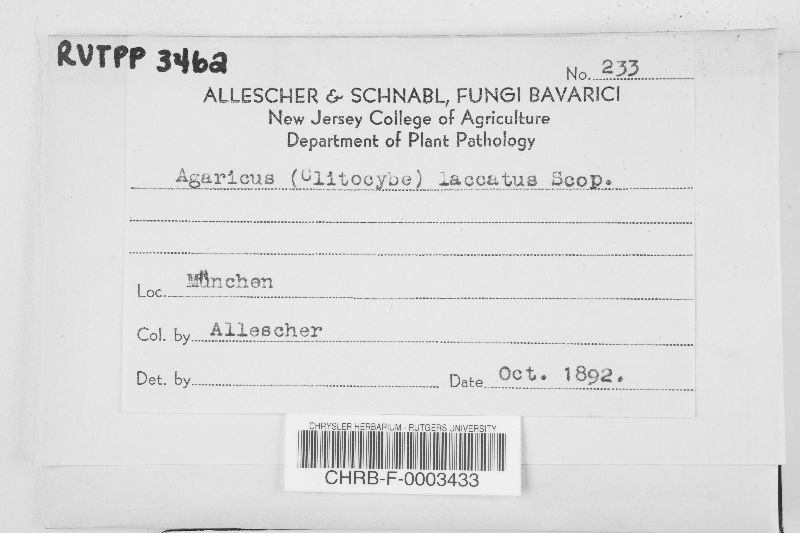 RVTPP 3462
No. 233
ALLESCHER & SCHNABL, FUNGI BAVARICI
New Jersey College of Agriculture
Department of Plant Pathology
Agaricus (Clitocybe) laccatus Scop.
Loc. München
Col. by Allescher
Det. by
Date Oct. 1892.
CHRYSLER HERBARIUM - RUTGERS UNIVERSITY
CHRB-F-0003433